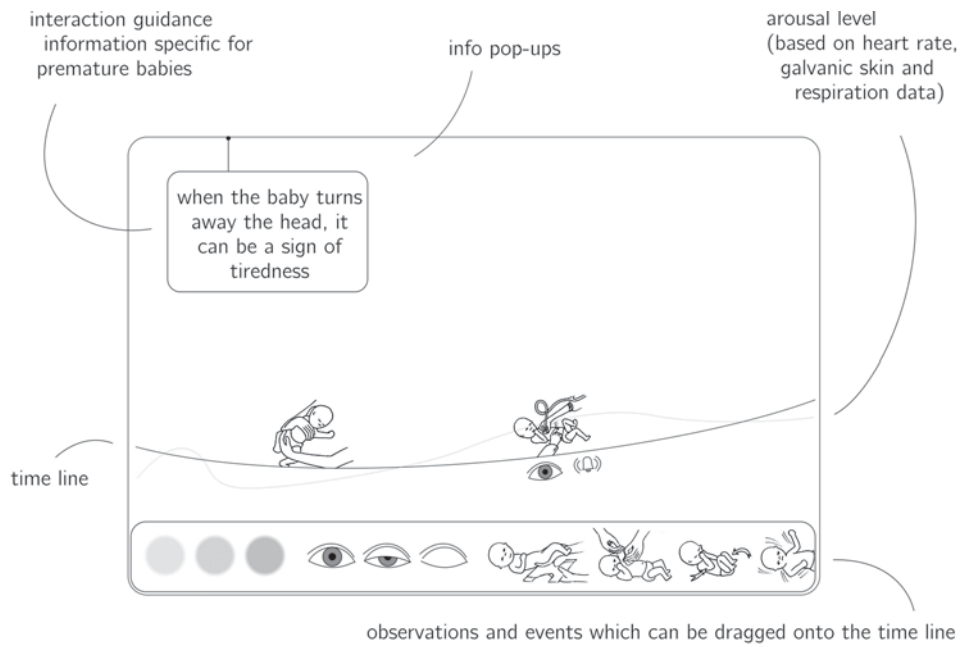 interaction guidance
information specific for
premature babies
info pop-ups
arousal level
(based on heart rate,
galvanic skin and
respiration data)
when the baby turns
away the head, it
can be a sign of
tiredness
time line
observations and events which can be dragged onto the time line